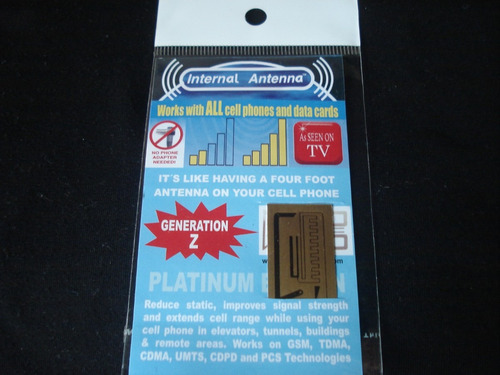 Internal Antenna™
Works with ALL cell phones and data cards
NO PHONE
ADAPTER
NEEDED!
As SEEN ON
TV
IT`S LIKE HAVING A FOUR FOOT
ANTENNA ON YOUR CELL PHONE
GENERATION
Z
PLATINUM
Reduce static, improves signal strength
and extends cell range while using your
cell phone in elevators, tunnels, buildings
& remote areas. Works on GSM, TDMA,
CDMA, UMTS, CDPD and PCS Technologies